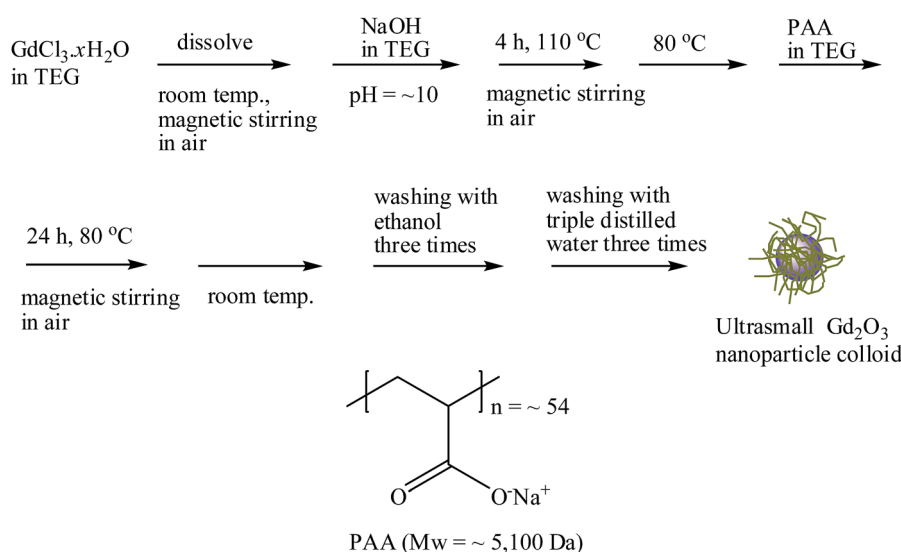 GdCl₃.xH₂O
in TEG
dissolve
room temp.,
magnetic stirring
in air
NaOH
in TEG
pH = ~10
4 h, 110 °C
magnetic stirring
in air
80 °C
PAA
in TEG
24 h, 80 °C
magnetic stirring
in air
room temp.
washing with
ethanol
three times
washing with
triple distilled
water three times
Ultrasmall Gd₂O₃
nanoparticle colloid
n = ~ 54
O
O⁻Na⁺
PAA (Mw = ~ 5,100 Da)